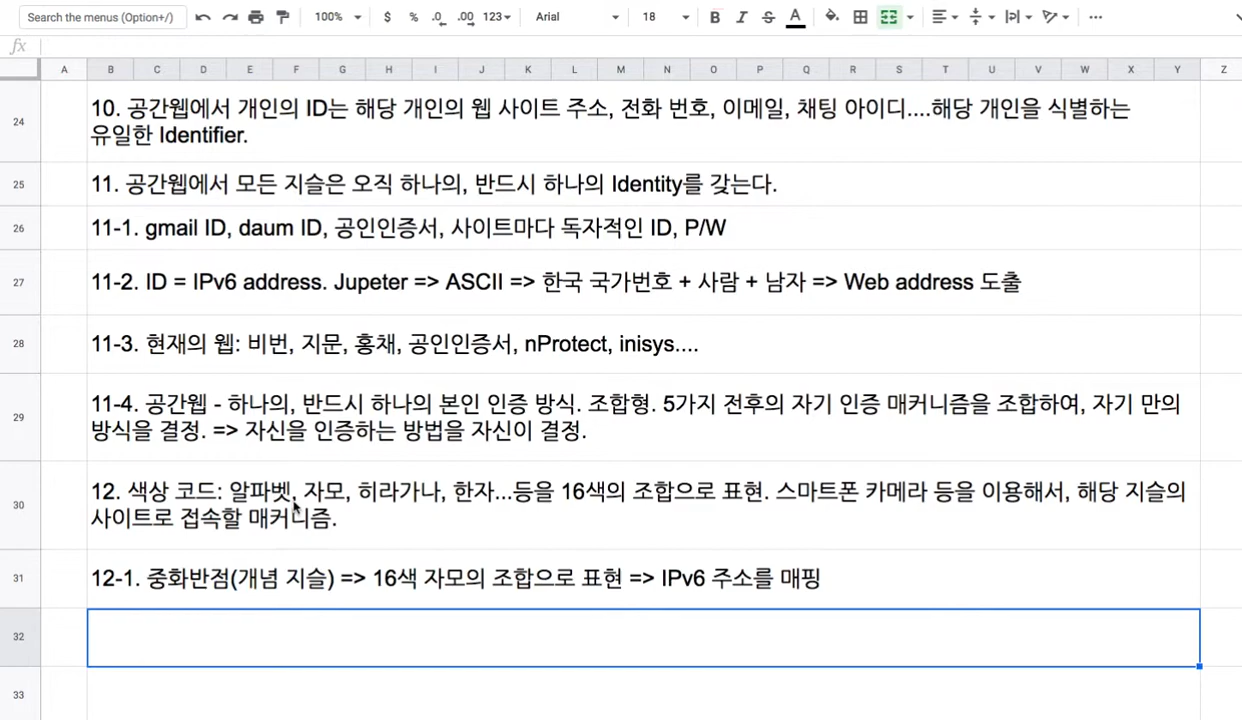 Search the menus (Option+/)
100%
$ % .0 .00 123
Arial
18
B I S A
fx
A B C D E F G H I J K L M N O P Q R S T U V W X Y Z
24
10. 공간웹에서 개인의 ID는 해당 개인의 웹 사이트 주소, 전화 번호, 이메일, 채팅 아이디....해당 개인을 식별하는
유일한 Identifier.
25
11. 공간웹에서 모든 지슬은 오직 하나의, 반드시 하나의 Identity를 갖는다.
26
11-1. gmail ID, daum ID, 공인인증서, 사이트마다 독자적인 ID, P/W
27
11-2. ID = IPv6 address. Jupeter => ASCII => 한국 국가번호 + 사람 + 남자 => Web address 도출
28
11-3. 현재의 웹: 비번, 지문, 홍채, 공인인증서, nProtect, inisys....
29
11-4. 공간웹 - 하나의, 반드시 하나의 본인 인증 방식. 조합형. 5가지 전후의 자기 인증 매커니즘을 조합하여, 자기 만의
방식을 결정. => 자신을 인증하는 방법을 자신이 결정.
30
12. 색상 코드: 알파벳, 자모, 히라가나, 한자...등을 16색의 조합으로 표현. 스마트폰 카메라 등을 이용해서, 해당 지슬의
사이트로 접속할 매커니즘.
31
12-1. 중화반점(개념 지슬) => 16색 자모의 조합으로 표현 => IPv6 주소를 매핑
32
33